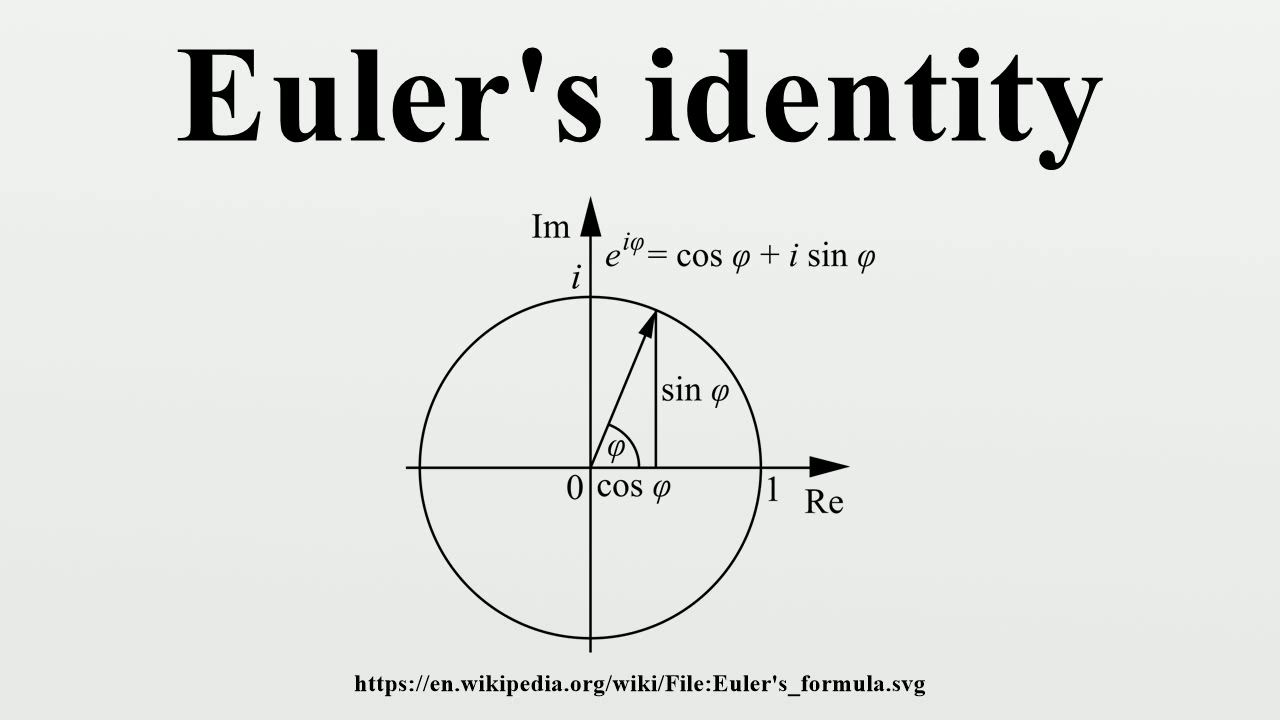 Euler's identity
Im
e^{iφ} = cos φ + i sin φ
i
sin φ
φ
0
cos φ
1
Re
https://en.wikipedia.org/wiki/File:Euler's_formula.svg